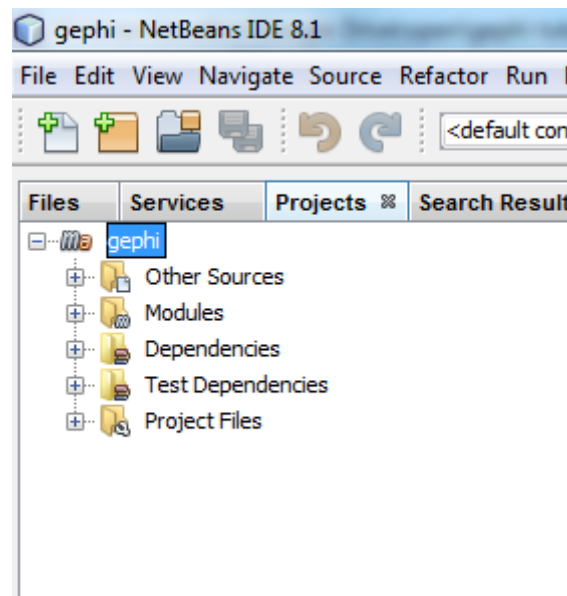 gephi - NetBeans IDE 8.1
File Edit View Navigate Source Refactor Run
<default con
Files Services Projects Search Result
gephi
Other Sources
Modules
Dependencies
Test Dependencies
Project Files